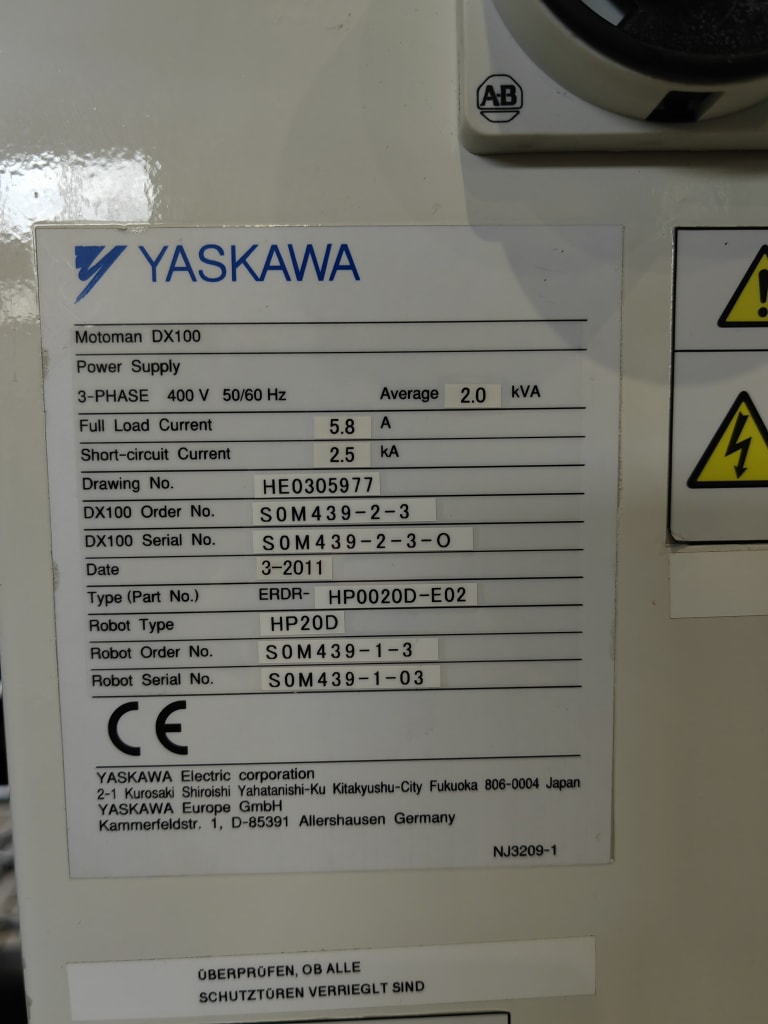 A-B
YASKAWA
Motoman DX100
Power Supply
3-PHASE 400 V 50/60 Hz Average 2.0 kVA
Full Load Current 5.8 A
Short-circuit Current 2.5 kA
Drawing No. HE0305977
DX100 Order No. S0M439-2-3
DX100 Serial No. S0M439-2-3-O
Date 3-2011
Type (Part No.) ERDR- HP0020D-E02
Robot Type HP20D
Robot Order No. S0M439-1-3
Robot Serial No. S0M439-1-03
CE
YASKAWA Electric corporation
2-1 Kurosaki Shiroishi Yahatanishi-Ku Kitakyushu-City Fukuoka 806-0004 Japan
YASKAWA Europe GmbH
Kammerfeldstr. 1, D-85391 Allershausen Germany
NJ3209-1
ÜBERPRÜFEN, OB ALLE
SCHUTZTÜREN VERRIEGLT SIND